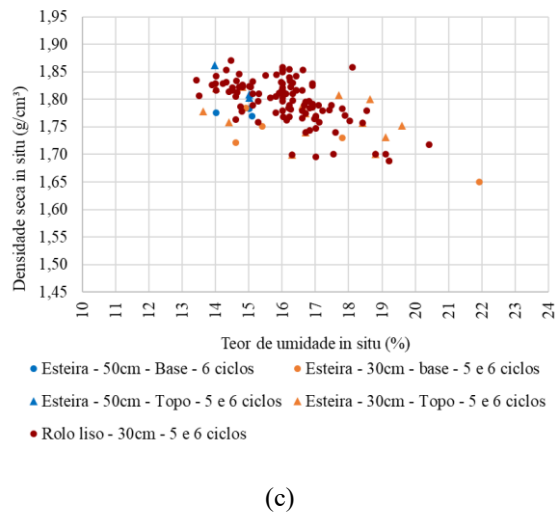 Densidade seca in situ (g/cm³)
1,95
1,90
1,85
1,80
1,75
1,70
1,65
1,60
1,55
1,50
1,45
10 11 12 13 14 15 16 17 18 19 20 21 22 23 24
Teor de umidade in situ (%)
Esteira - 50cm - Base - 6 ciclos
Esteira - 30cm - base - 5 e 6 ciclos
Esteira - 50cm - Topo - 5 e 6 ciclos
Esteira - 30cm - Topo - 5 e 6 ciclos
Rolo liso - 30cm - 5 e 6 ciclos
(c)